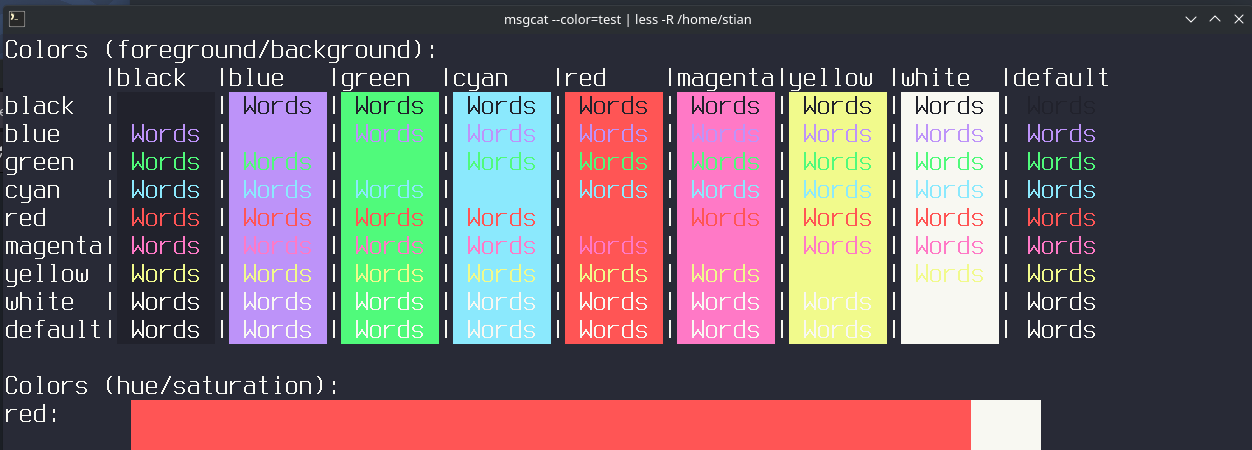 msgcat --color=test | less -R /home/stian
Colors (foreground/background):
|black |blue |green |cyan |red |magenta|yellow |white |default
black | | Words | Words | Words | Words | Words | Words | Words | Words
blue | Words | | Words | Words | Words | Words | Words | Words | Words
green | Words | Words | | Words | Words | Words | Words | Words | Words
cyan | Words | Words | Words | | Words | Words | Words | Words | Words
red | Words | Words | Words | Words | | Words | Words | Words | Words
magenta| Words | Words | Words | Words | Words | | Words | Words | Words
yellow | Words | Words | Words | Words | Words | Words | | Words | Words
white | Words | Words | Words | Words | Words | Words | Words | | Words
default| Words | Words | Words | Words | Words | Words | Words | | Words
Colors (hue/saturation):
red: